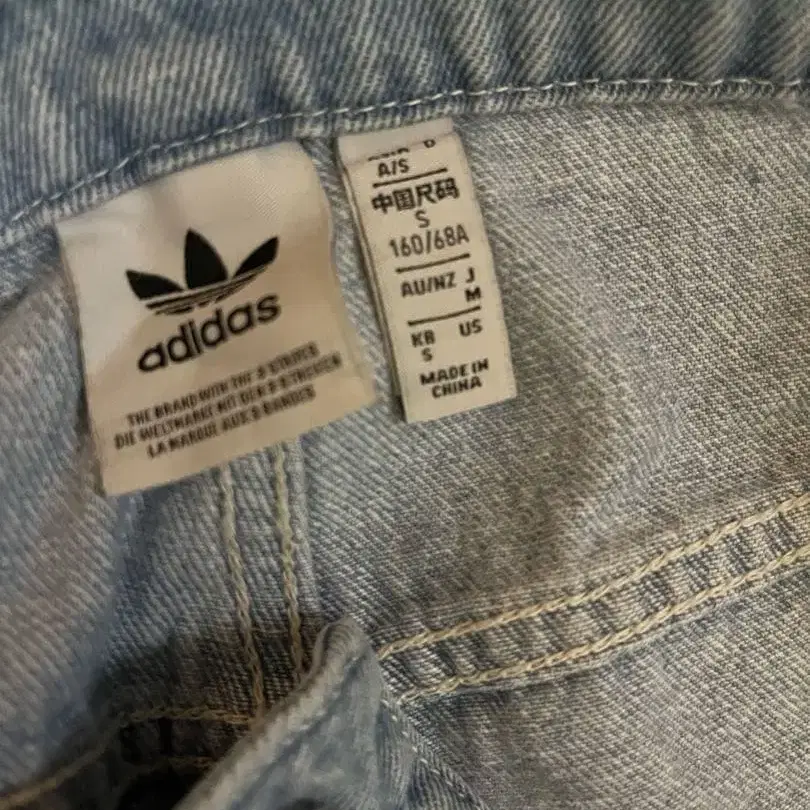 adidas
THE BRAND WITH THE 3 STRIPES
DIE WELTMARKE MIT DEN 3 STREIFEN
LA MARQUE AUX 3 BANDES
A/S
中国尺码
S
160/68A
AU/NZ J
M
KR US
S
MADE IN
CHINA